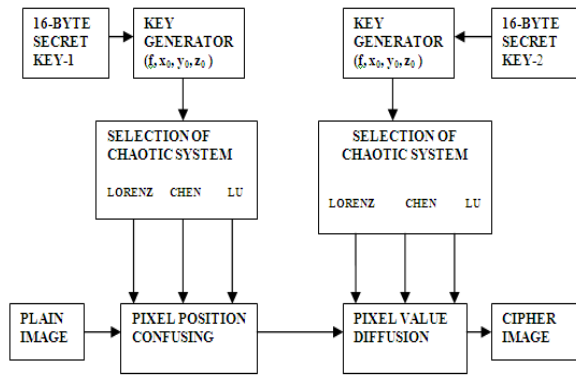 16-BYTE
SECRET
KEY-1
KEY
GENERATOR
(f, x₀, y₀, z₀ )
KEY
GENERATOR
(f, x₀, y₀, z₀ )
16-BYTE
SECRET
KEY-2
SELECTION OF
CHAOTIC SYSTEM
LORENZ CHEN LU
SELECTION OF
CHAOTIC SYSTEM
LORENZ CHEN LU
PLAIN
IMAGE
PIXEL POSITION
CONFUSING
PIXEL VALUE
DIFFUSION
CIPHER
IMAGE